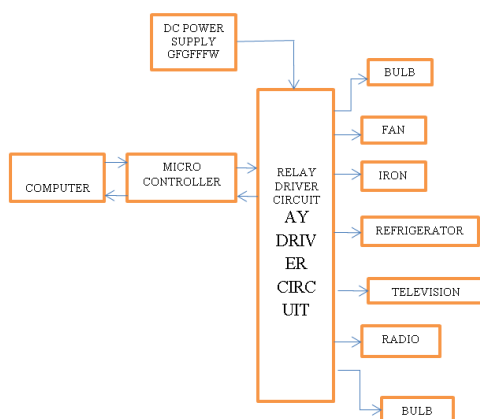 DC POWER
SUPPLY
GFGFFFW
BULB
FAN
MICRO
CONTROLLER
COMPUTER
RELAY
DRIVER
CIRCUIT
AY
DRIV
ER
CIRC
UIT
IRON
REFRIGERATOR
TELEVISION
RADIO
BULB